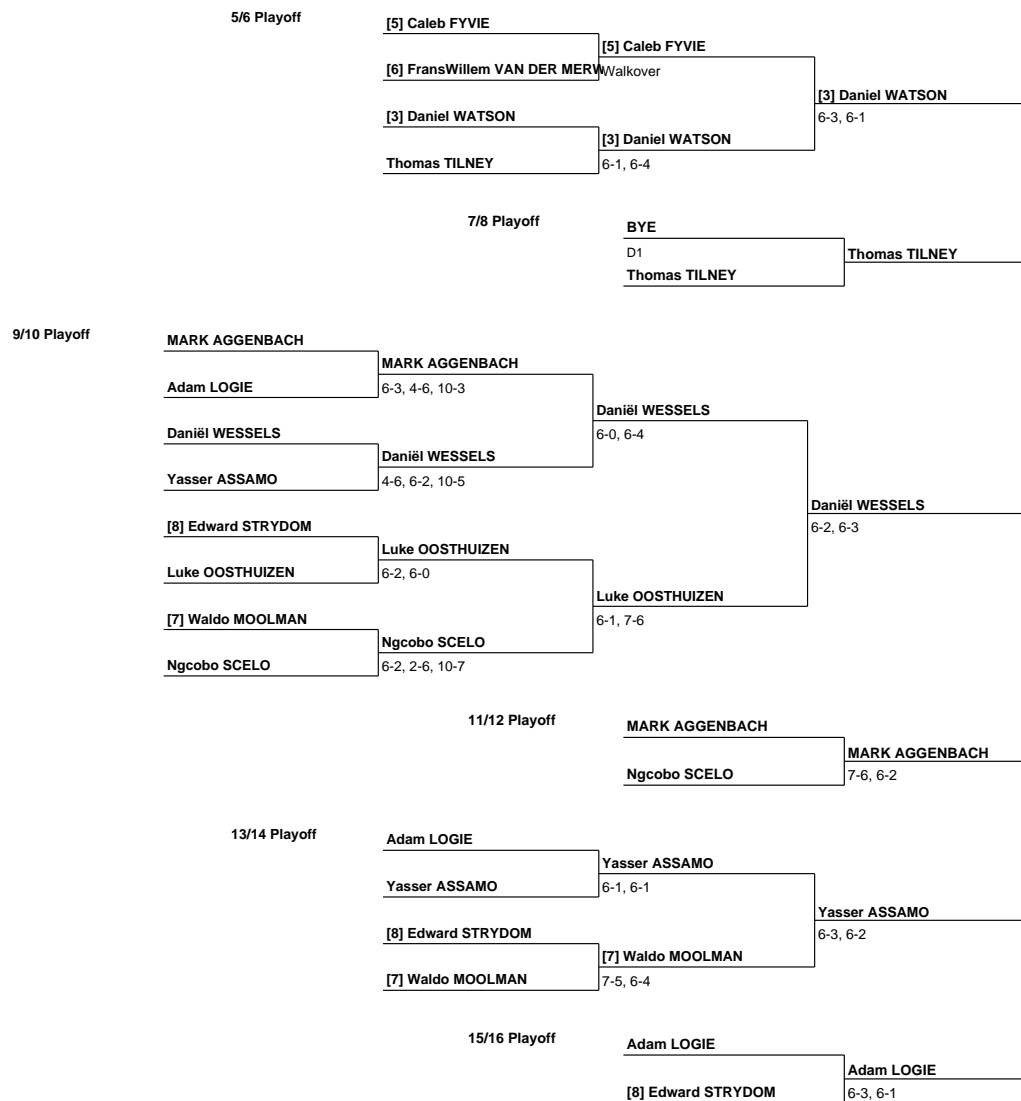 5/6 Playoff
[5] Caleb FYVIE
[5] Caleb FYVIE
[6] FransWillem VAN DER MERW
Walkover
[3] Daniel WATSON
6-3, 6-1
[3] Daniel WATSON
[3] Daniel WATSON
Thomas TILNEY
6-1, 6-4
7/8 Playoff
BYE
D1
Thomas TILNEY
Thomas TILNEY
9/10 Playoff
MARK AGGENBACH
MARK AGGENBACH
Adam LOGIE
6-3, 4-6, 10-3
Daniël WESSELS
6-0, 6-4
Daniël WESSELS
Daniël WESSELS
Yasser ASSAMO
4-6, 6-2, 10-5
Daniël WESSELS
6-2, 6-3
[8] Edward STRYDOM
Luke OOSTHUIZEN
Luke OOSTHUIZEN
6-2, 6-0
Luke OOSTHUIZEN
6-1, 7-6
[7] Waldo MOOLMAN
Ngcobo SCELO
Ngcobo SCELO
6-2, 2-6, 10-7
11/12 Playoff
MARK AGGENBACH
MARK AGGENBACH
Ngcobo SCELO
7-6, 6-2
13/14 Playoff
Adam LOGIE
Yasser ASSAMO
Yasser ASSAMO
6-1, 6-1
Yasser ASSAMO
6-3, 6-2
[8] Edward STRYDOM
[7] Waldo MOOLMAN
[7] Waldo MOOLMAN
7-5, 6-4
15/16 Playoff
Adam LOGIE
Adam LOGIE
[8] Edward STRYDOM
6-3, 6-1